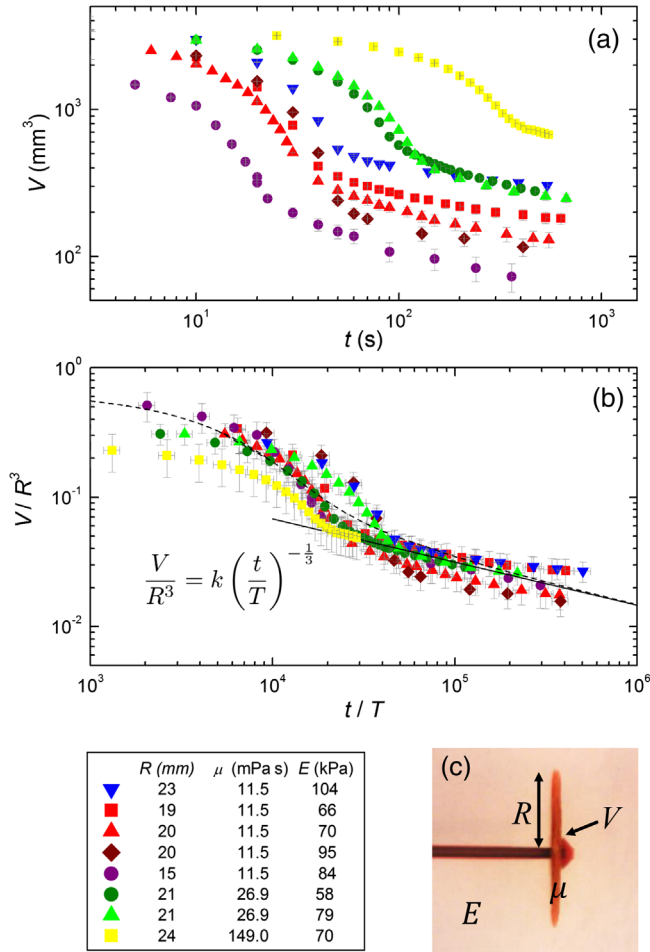 (a)
10³
10²
V (mm³)
10¹ 10² 10³
t (s)
(b)
10⁰
10⁻¹
10⁻²
V / R³
V/R³ = k (t/T)^(-1/3)
10³ 10⁴ 10⁵ 10⁶
t / T
R (mm) μ (mPa s) E (kPa)
23 11.5 104
19 11.5 66
20 11.5 70
20 11.5 95
15 11.5 84
21 26.9 58
21 26.9 79
24 149.0 70
(c)
R
V
μ
E